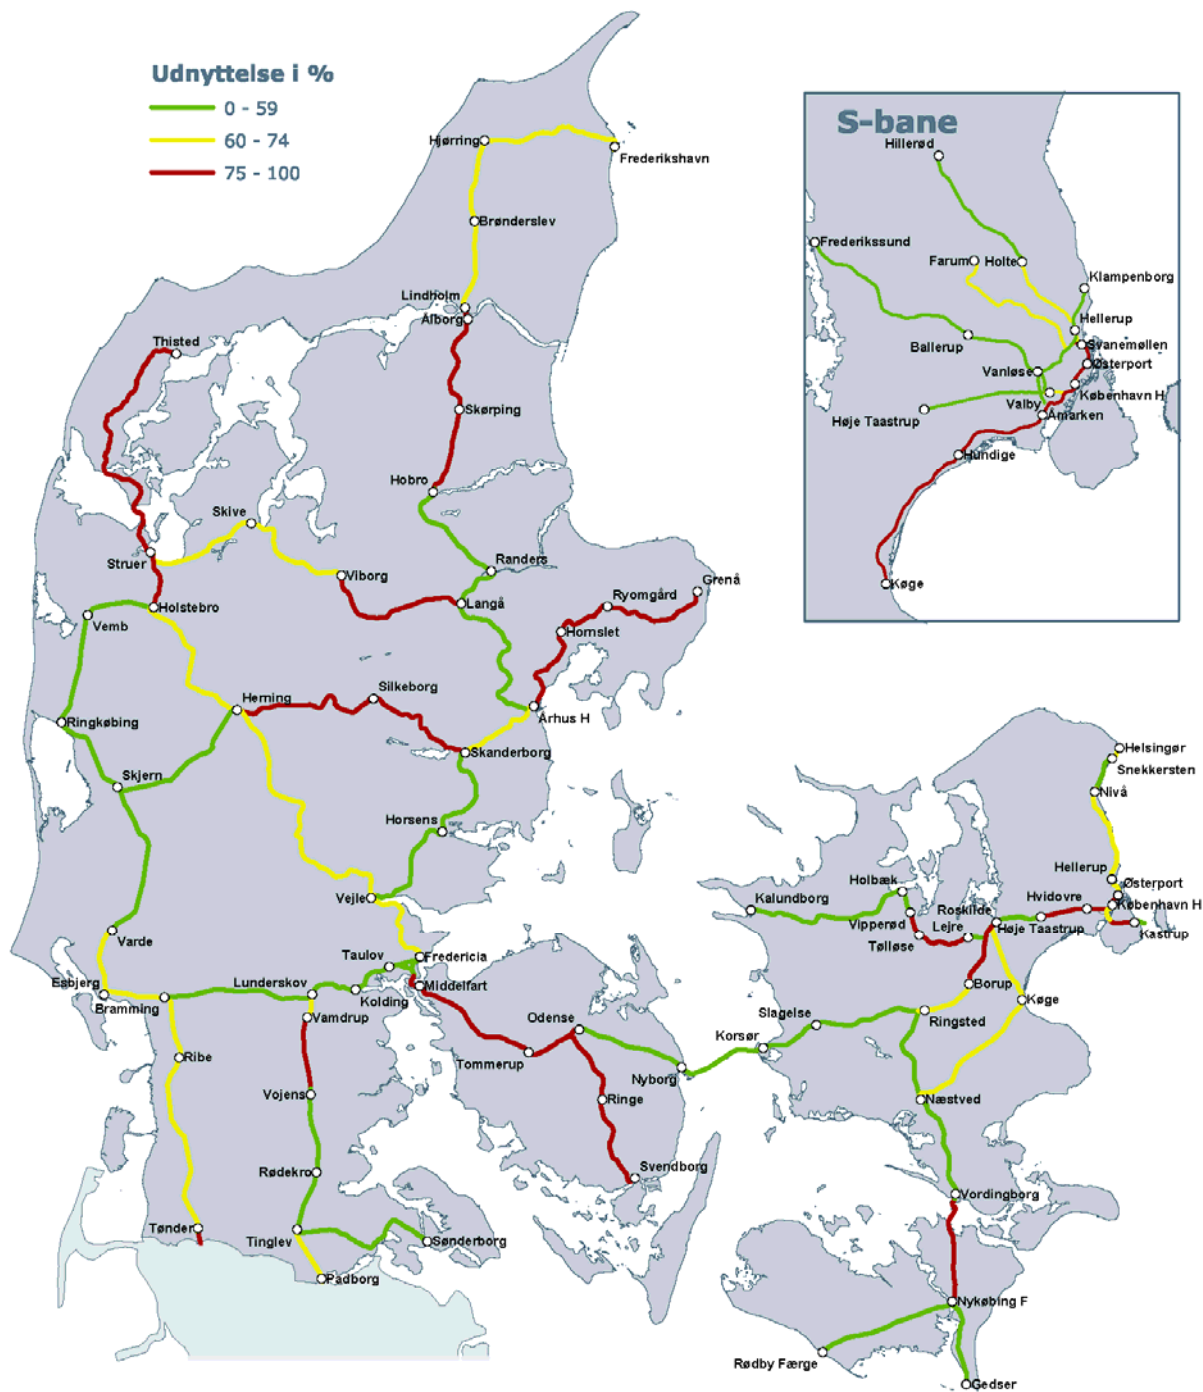 Udnyttelse i %
0 - 59
60 - 74
75 - 100
S-bane
Hillerød
Frederikssund
Farum
Holte
Klampenborg
Hellerup
Svanemøllen
Ballerup
Østerport
Vanløse
København H
Valby
Åmarken
Høje Taastrup
Hundige
Køge
Hjørring
Frederikshavn
Brønderslev
Lindholm
Ålborg
Thisted
Skørping
Hobro
Skive
Struer
Randers
Viborg
Grenå
Ryomgård
Langå
Holstebro
Vemb
Hornslet
Silkeborg
Herning
Århus H
Ringkøbing
Skanderborg
Skjern
Horsens
Vejle
Varde
Fredericia
Taulov
Esbjerg
Bramming
Lunderskov
Middelfart
Kolding
Vamdrup
Odense
Ribe
Tommerup
Nyborg
Vojens
Ringe
Rødekro
Svendborg
Tønder
Tinglev
Sønderborg
Padborg
Helsingør
Snekkersten
Nivå
Hellerup
Holbæk
Østerport
Kalundborg
Roskilde
Hvidovre
København H
Vipperød
Lejre
Høje Taastrup
Kastrup
Tølløse
Borup
Køge
Slagelse
Ringsted
Korsør
Næstved
Vordingborg
Nykøbing F
Rødby Færge
Gedser